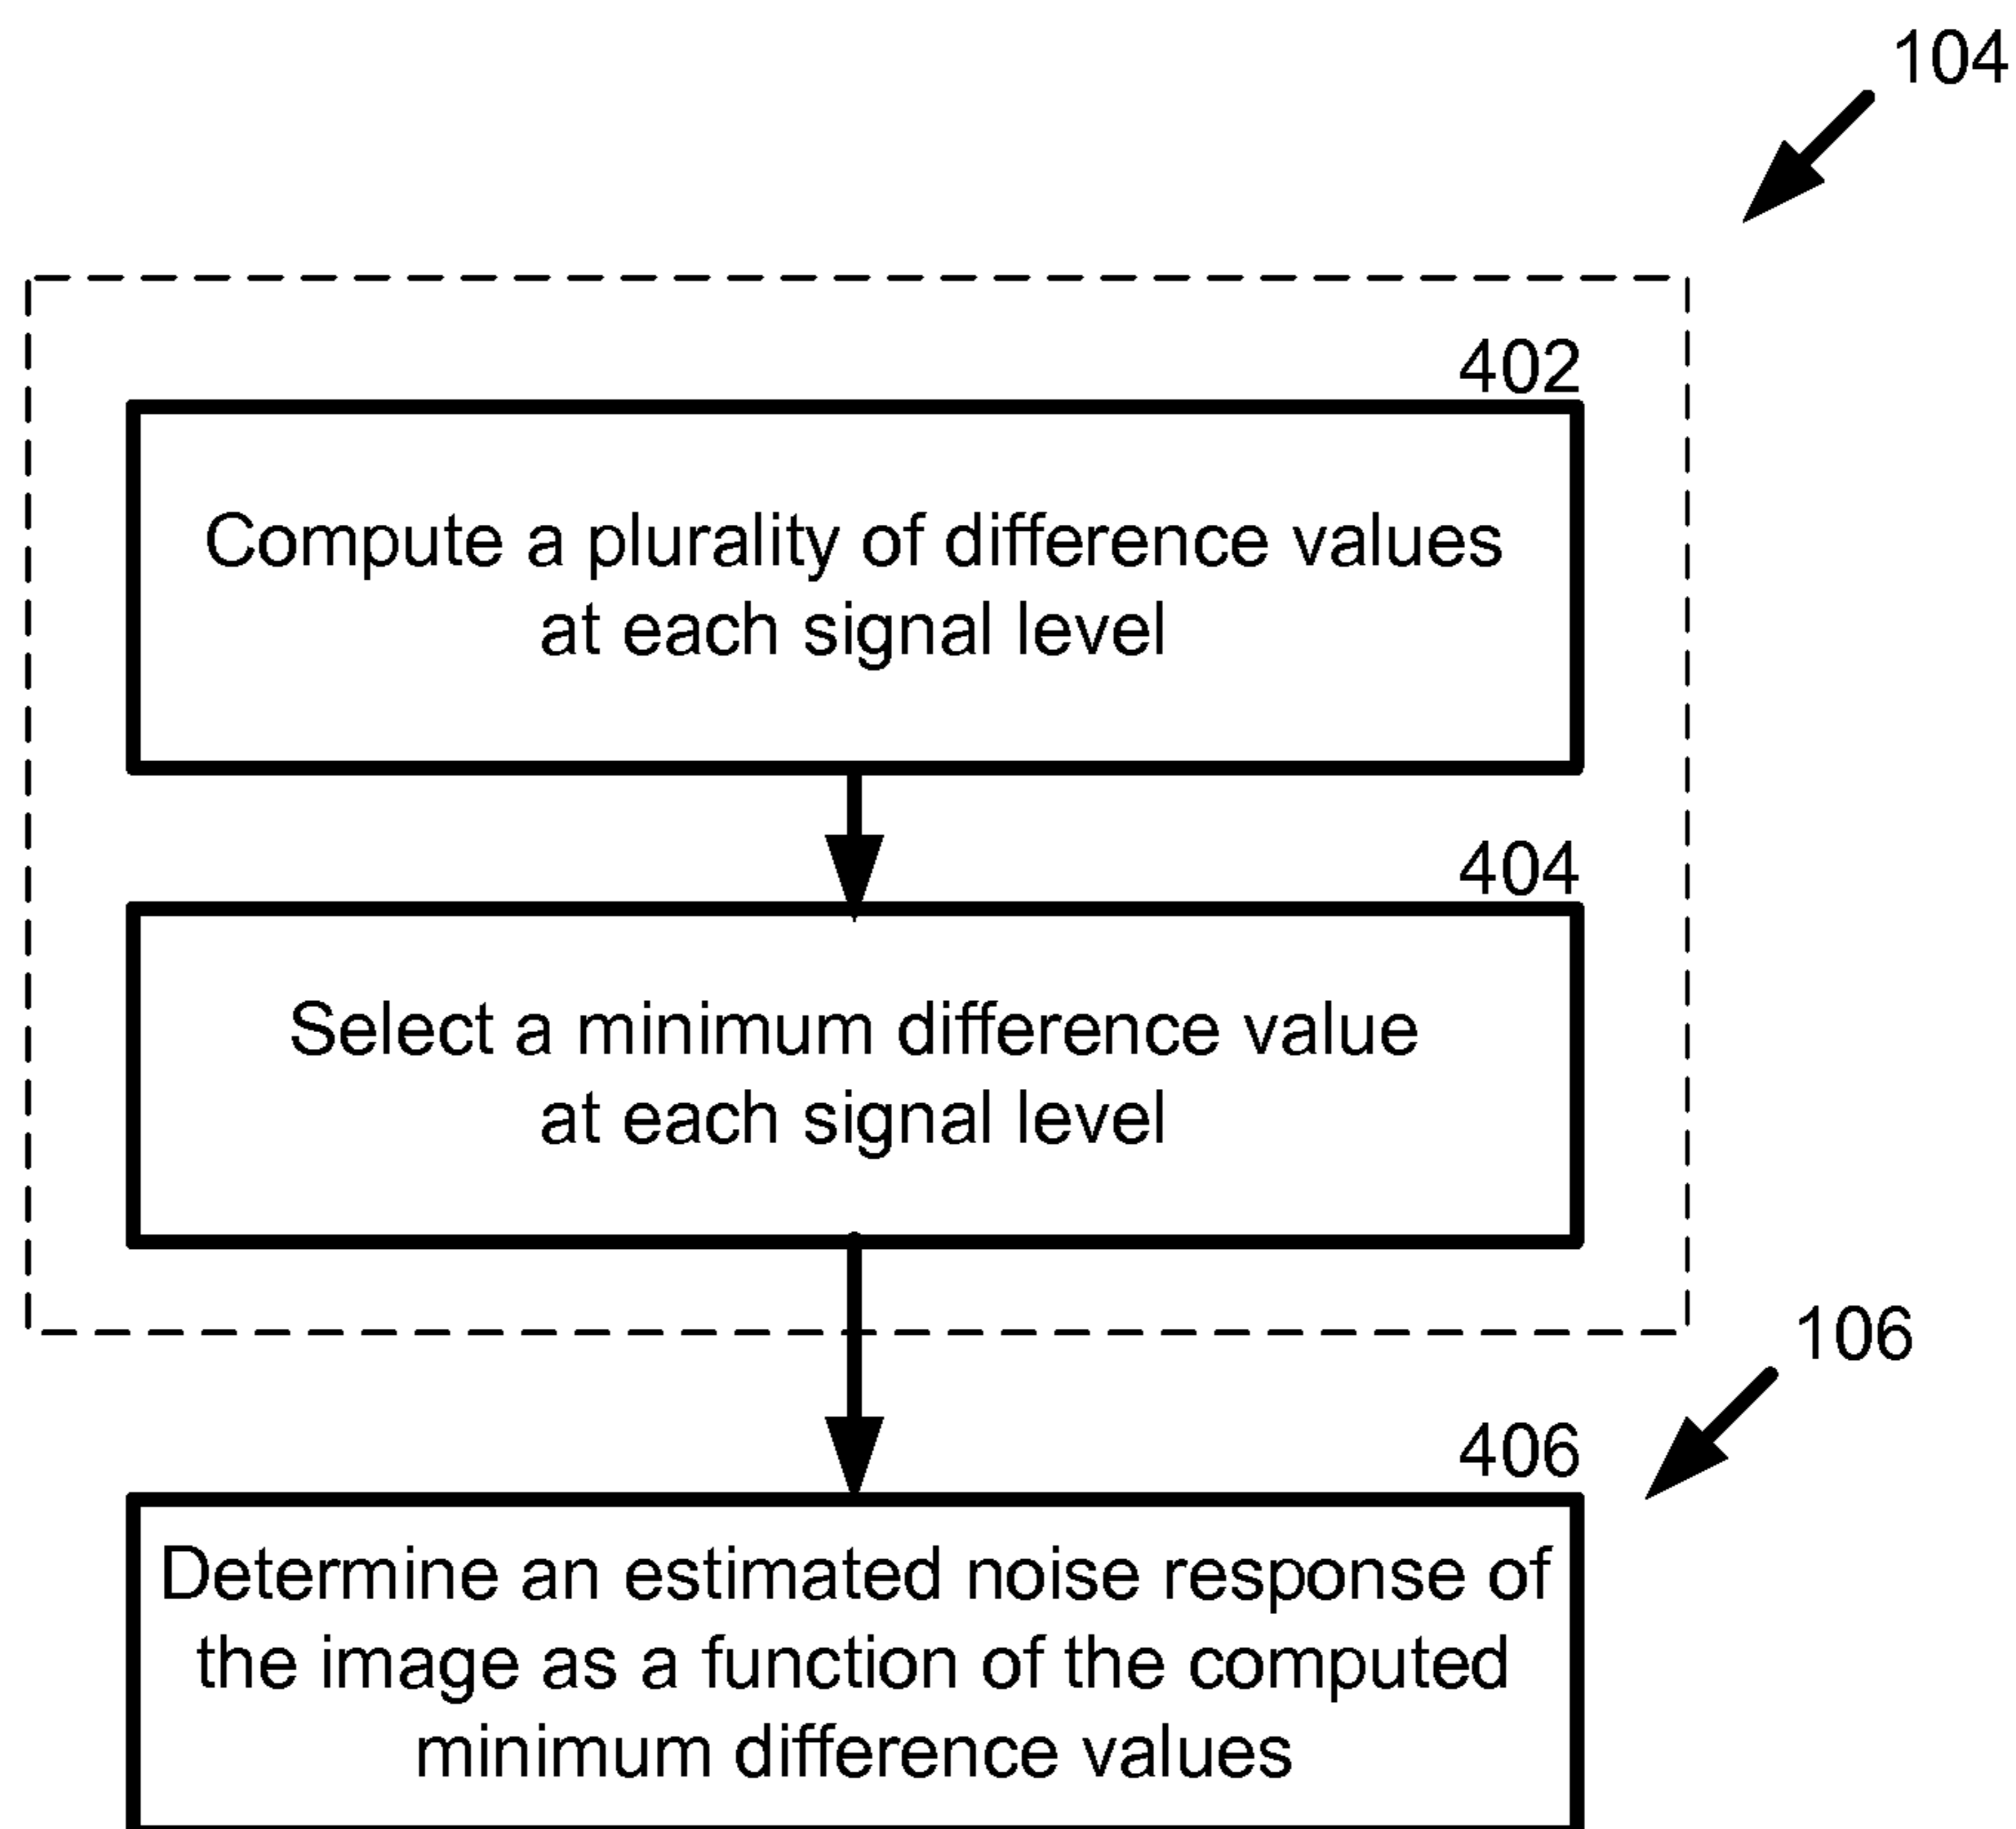 104
402
Compute a plurality of difference values
at each signal level
404
Select a minimum difference value
at each signal level
106
406
Determine an estimated noise response of
the image as a function of the computed
minimum difference values